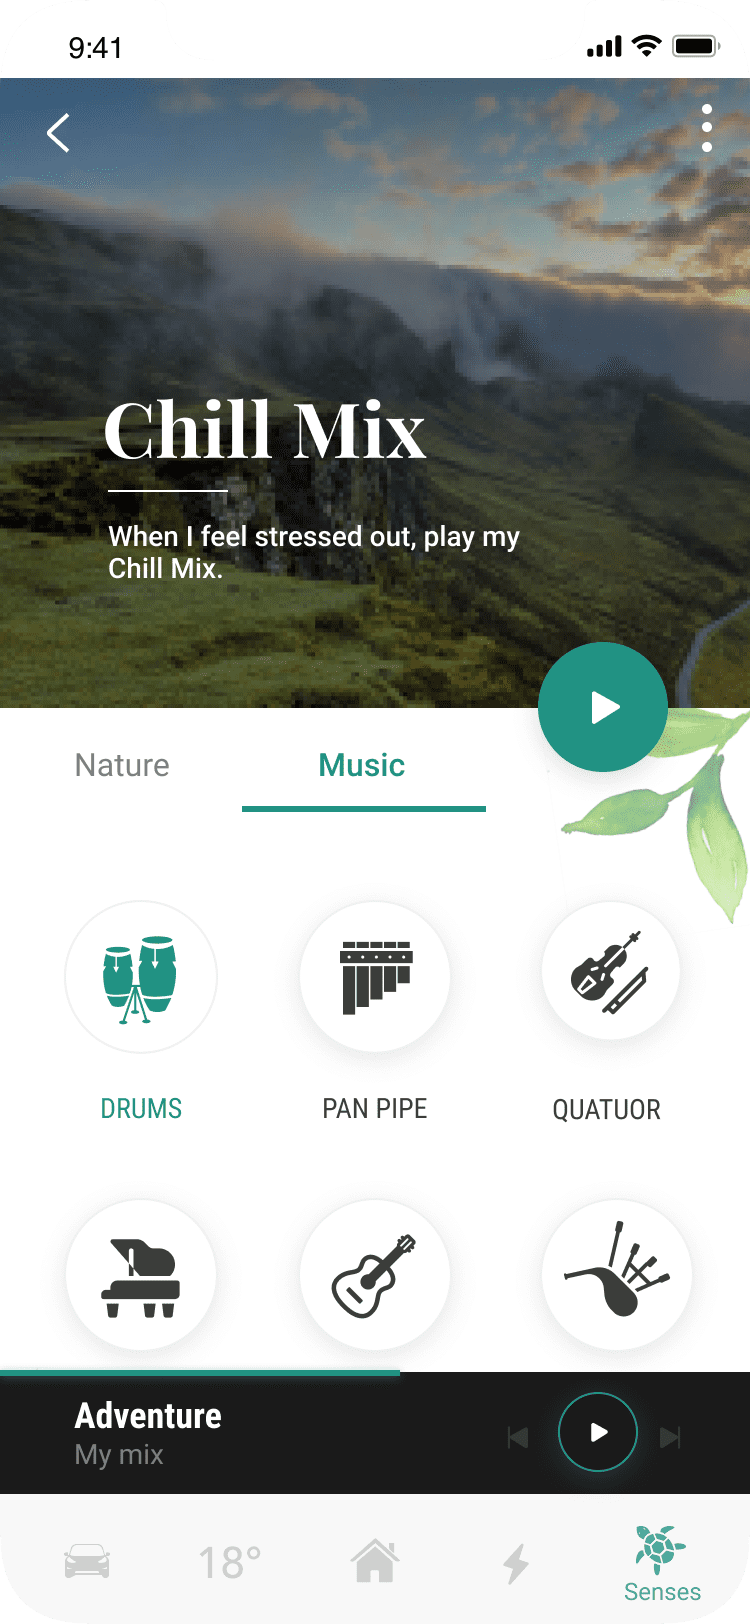 9:41
Chill Mix
When I feel stressed out, play my
Chill Mix.
Nature
Music
DRUMS
PAN PIPE
QUATUOR
Adventure
My mix
18°
Senses